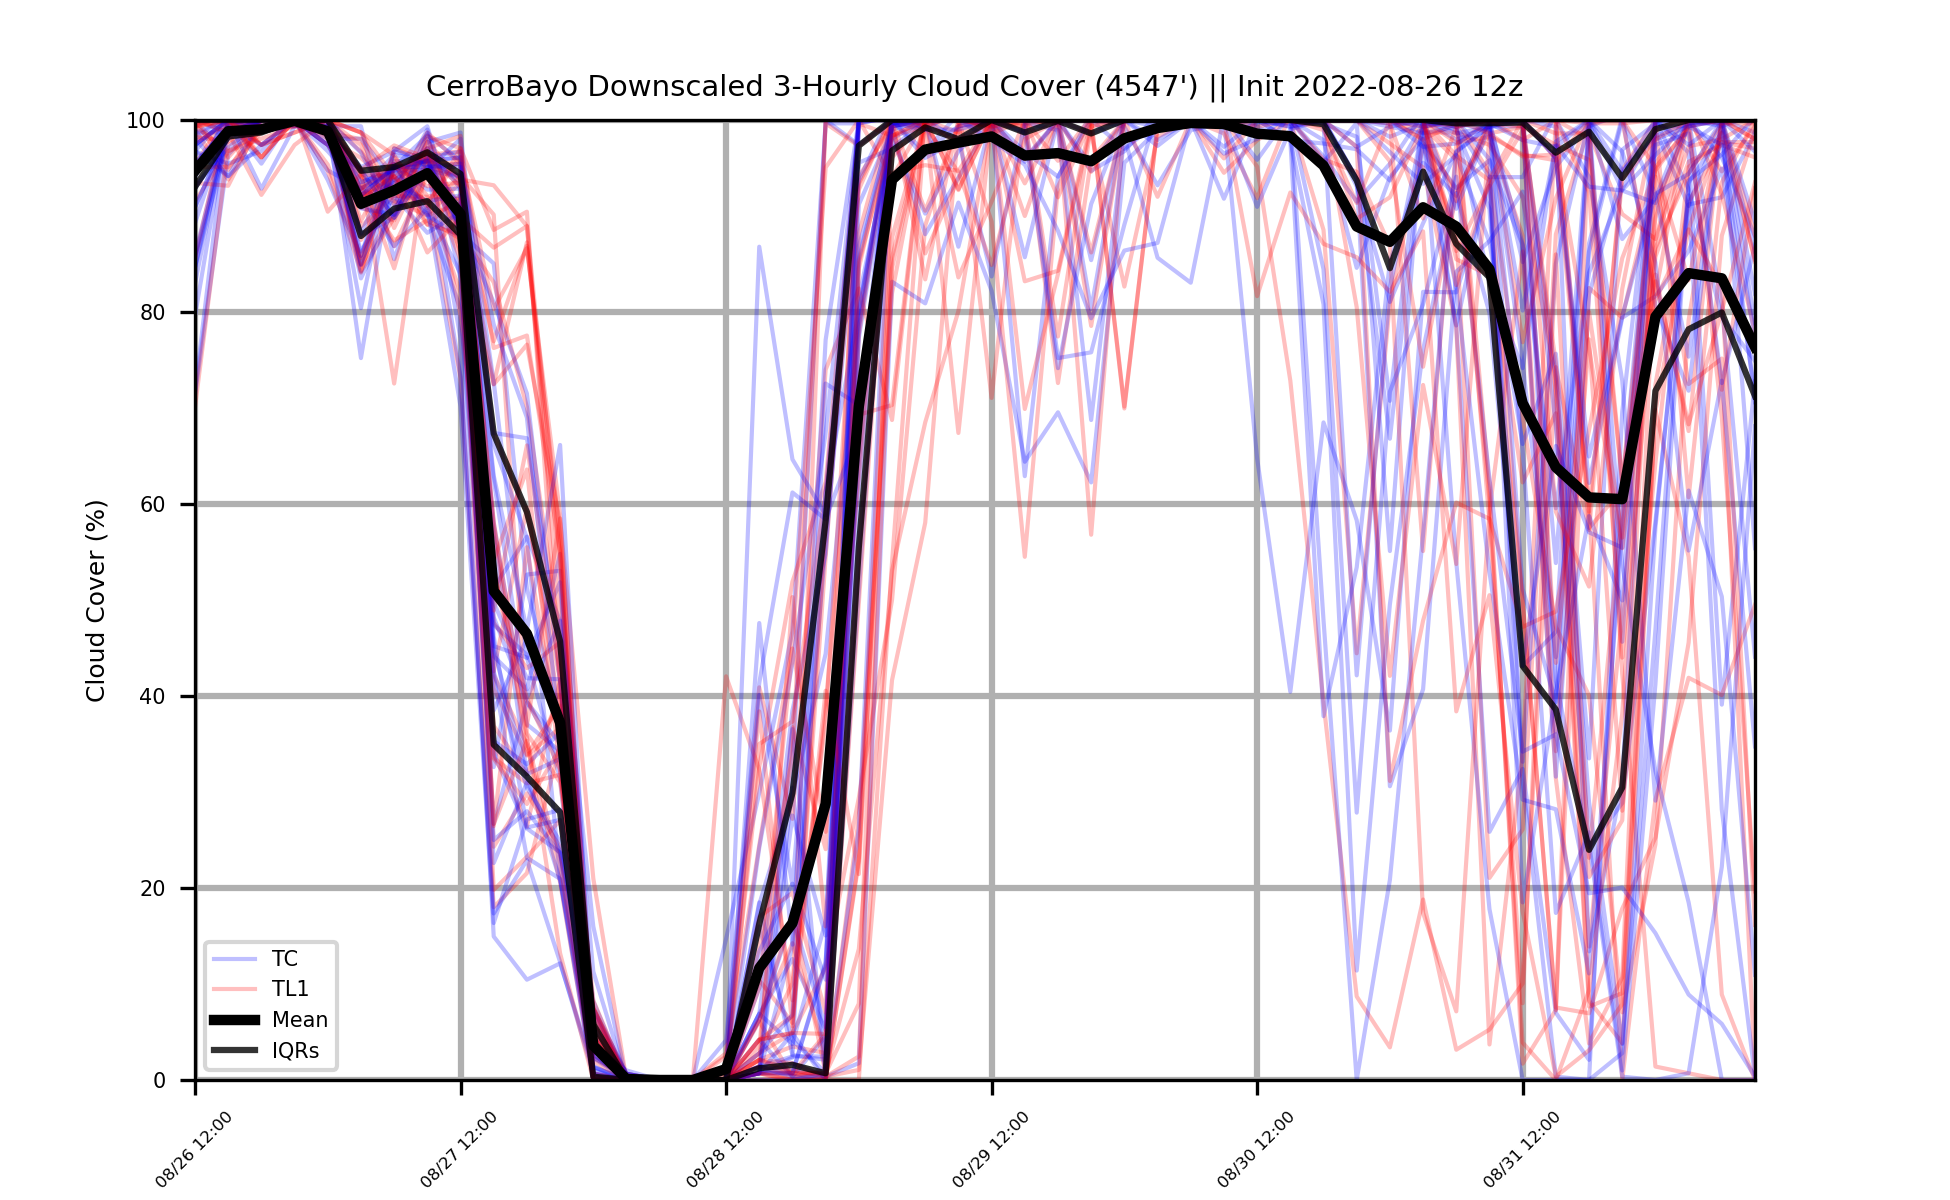 CerroBayo Downscaled 3-Hourly Cloud Cover (4547') || Init 2022-08-26 12z
Cloud Cover (%)
100
80
60
40
20
0
TC
TL1
Mean
IQRs
08/26 12:00
08/27 12:00
08/28 12:00
08/29 12:00
08/30 12:00
08/31 12:00